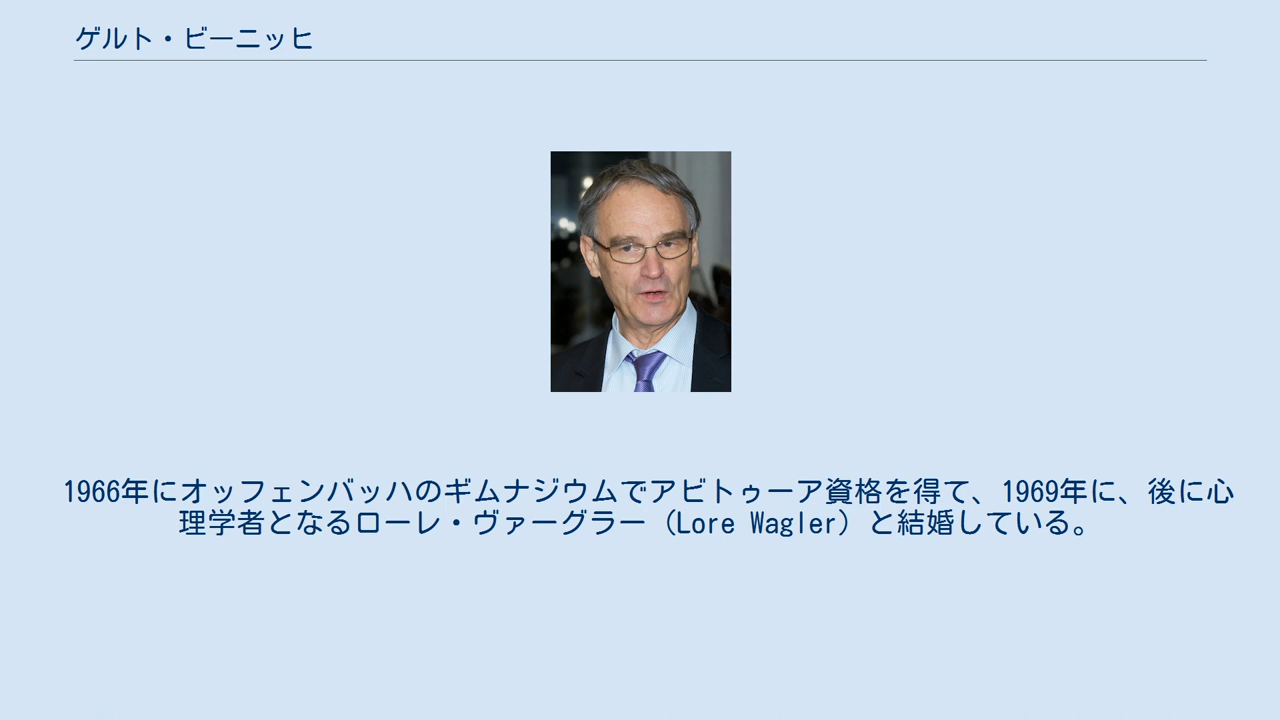 ゲルト・ビーニッヒ
1966年にオッフェンバッハのギムナジウムでアビトゥーア資格を得て、1969年に、後に心
理学者となるローレ・ヴァーグラー（Lore Wagler）と結婚している。